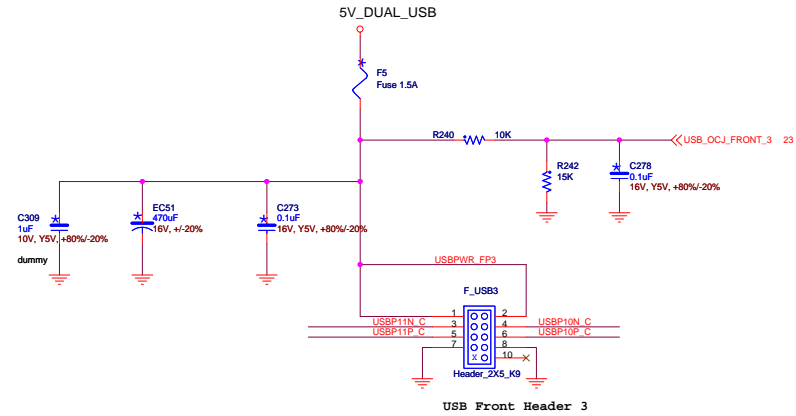 5V_DUAL_USB
F5
Fuse 1.5A
R240 10K
USB_OCJ_FRONT_3 23
R242
15K
C278
0.1uF
16V, Y5V, +80%/-20%
C309
1uF
10V, Y5V, +80%/-20%
dummy
EC51
470uF
16V, +/-20%
C273
0.1uF
16V, Y5V, +80%/-20%
USBPWR_FP3
F_USB3
1 2
USBP11N_C 3 4 USBP10N_C
USBP11P_C 5 6 USBP10P_C
7 8
X 10
Header_2X5_K9
USB Front Header 3